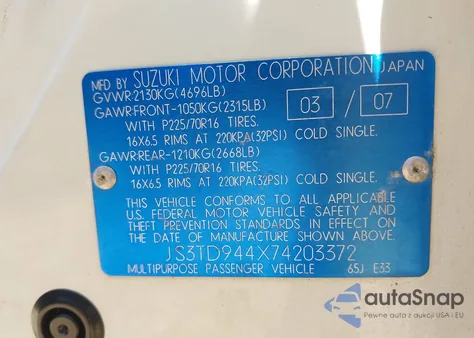 MFD BY SUZUKI MOTOR CORPORATION/JAPAN
GVWR:2130KG(4696LB)
GAWR:FRONT-1050KG(2315LB) 03 / 07
WITH P225/70R16 TIRES.
16X6.5 RIMS AT 220KPA(32PSI) COLD SINGLE.
GAWR:REAR-1210KG(2668LB)
WITH P225/70R16 TIRES.
16X6.5 RIMS AT 220KPA(32PSI) COLD SINGLE.
THIS VEHICLE CONFORMS TO ALL APPLICABLE
U.S. FEDERAL MOTOR VEHICLE SAFETY AND
THEFT PREVENTION STANDARDS IN EFFECT ON
THE DATE OF MANUFACTURE SHOWN ABOVE.
JS3TD944X74203372
MULTIPURPOSE PASSENGER VEHICLE 65J E33
autoSnap
Pewne auta z aukcji USA i EU